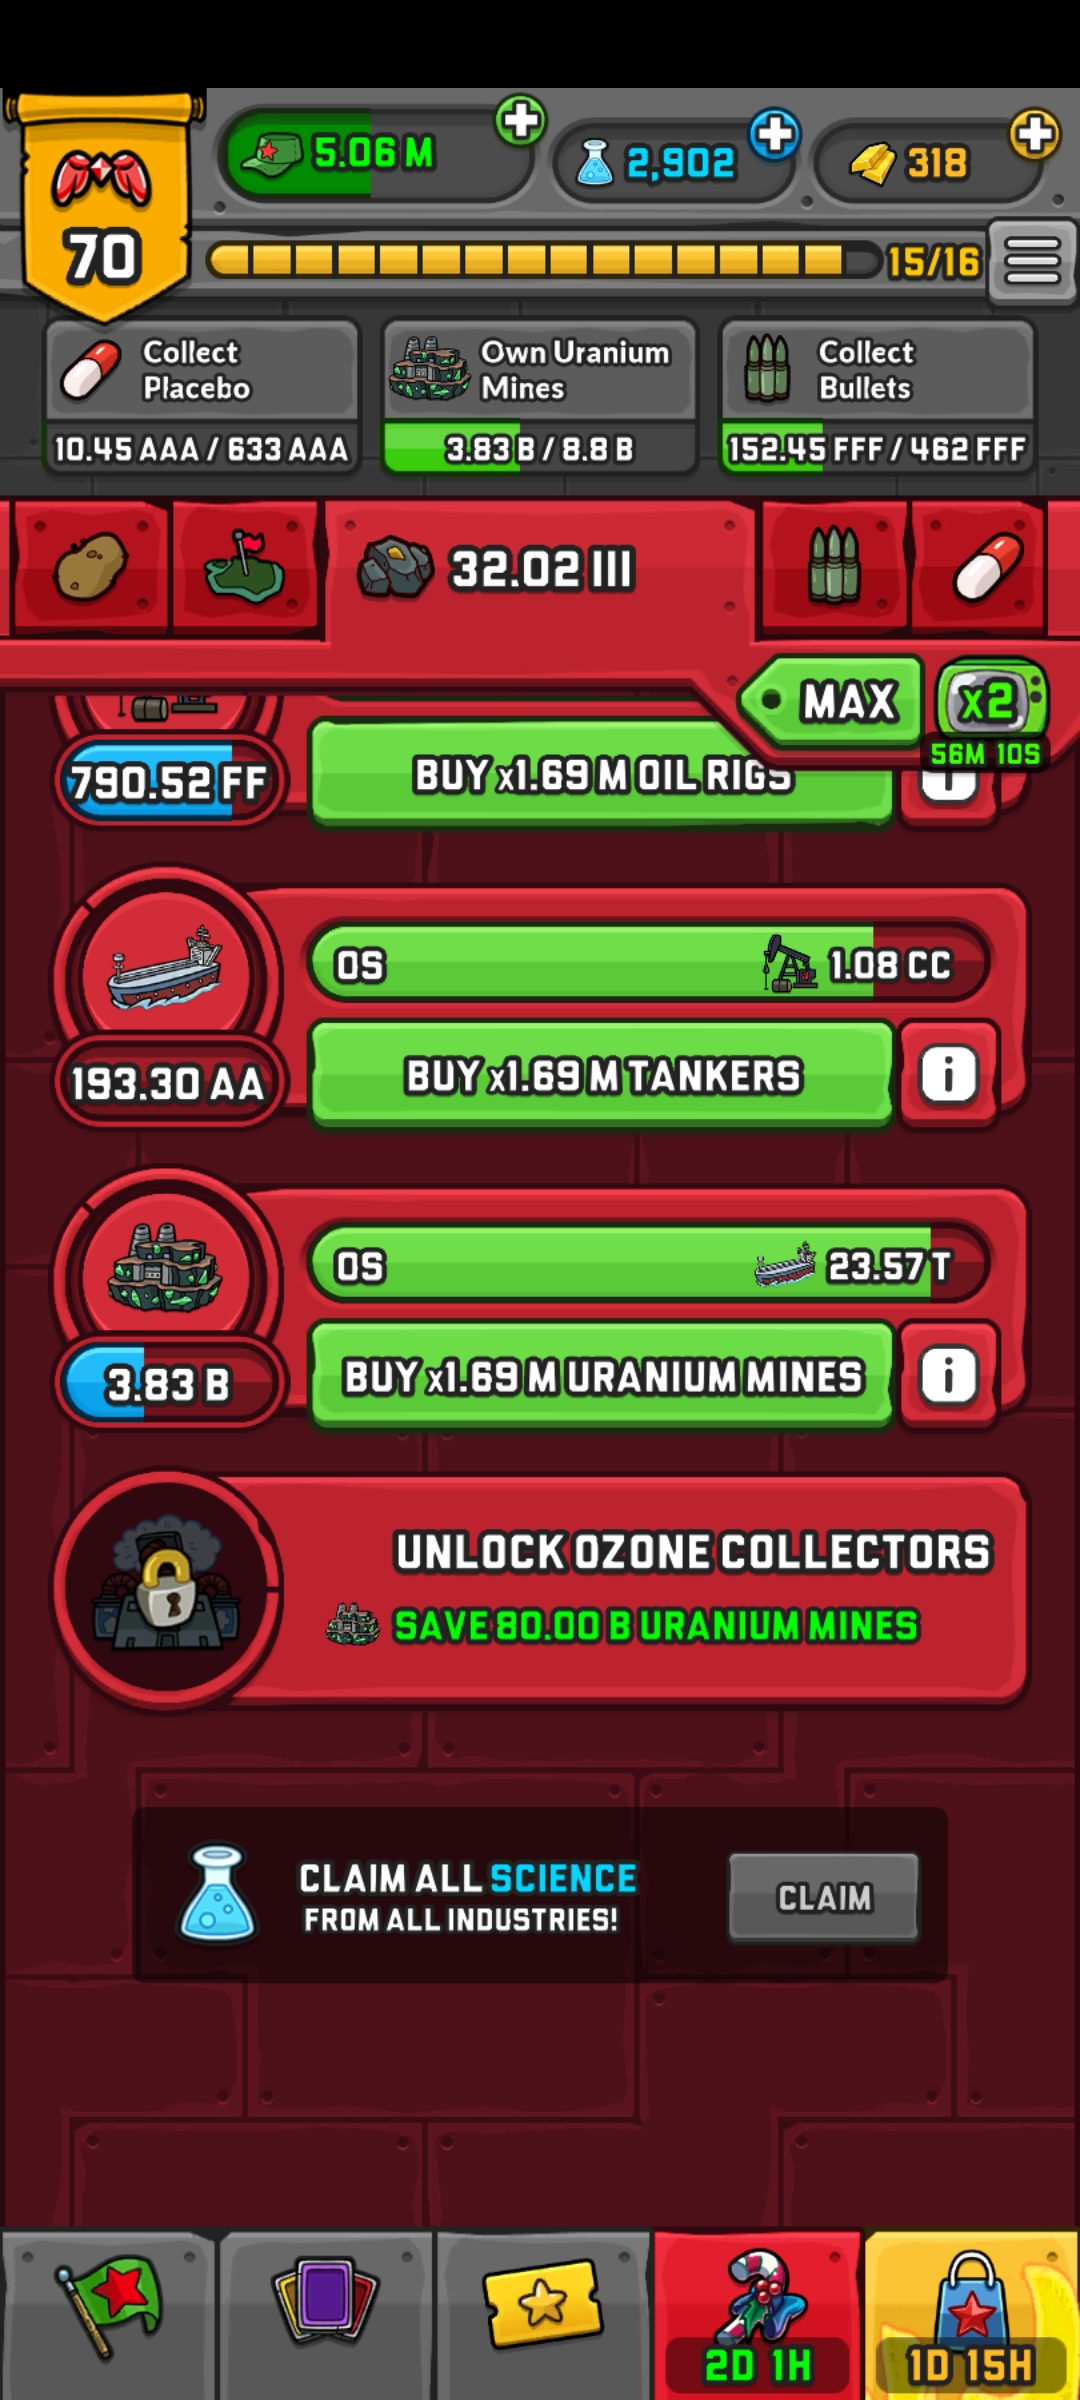 5.06 M
2,902
318
70
15/16
Collect
Placebo
10.45 AAA / 633 AAA
Own Uranium
Mines
3.83 B / 8.8 B
Collect
Bullets
152.45 FFF / 462 FFF
32.02 III
MAX
x2
56M 10S
790.52 FF
BUY x1.69 M OIL RIGS
0S
1.08 CC
193.30 AA
BUY x1.69 M TANKERS
i
0S
23.57 T
3.83 B
BUY x1.69 M URANIUM MINES
i
UNLOCK OZONE COLLECTORS
SAVE 80.00 B URANIUM MINES
CLAIM ALL SCIENCE
FROM ALL INDUSTRIES!
CLAIM
2D 1H
1D 15H